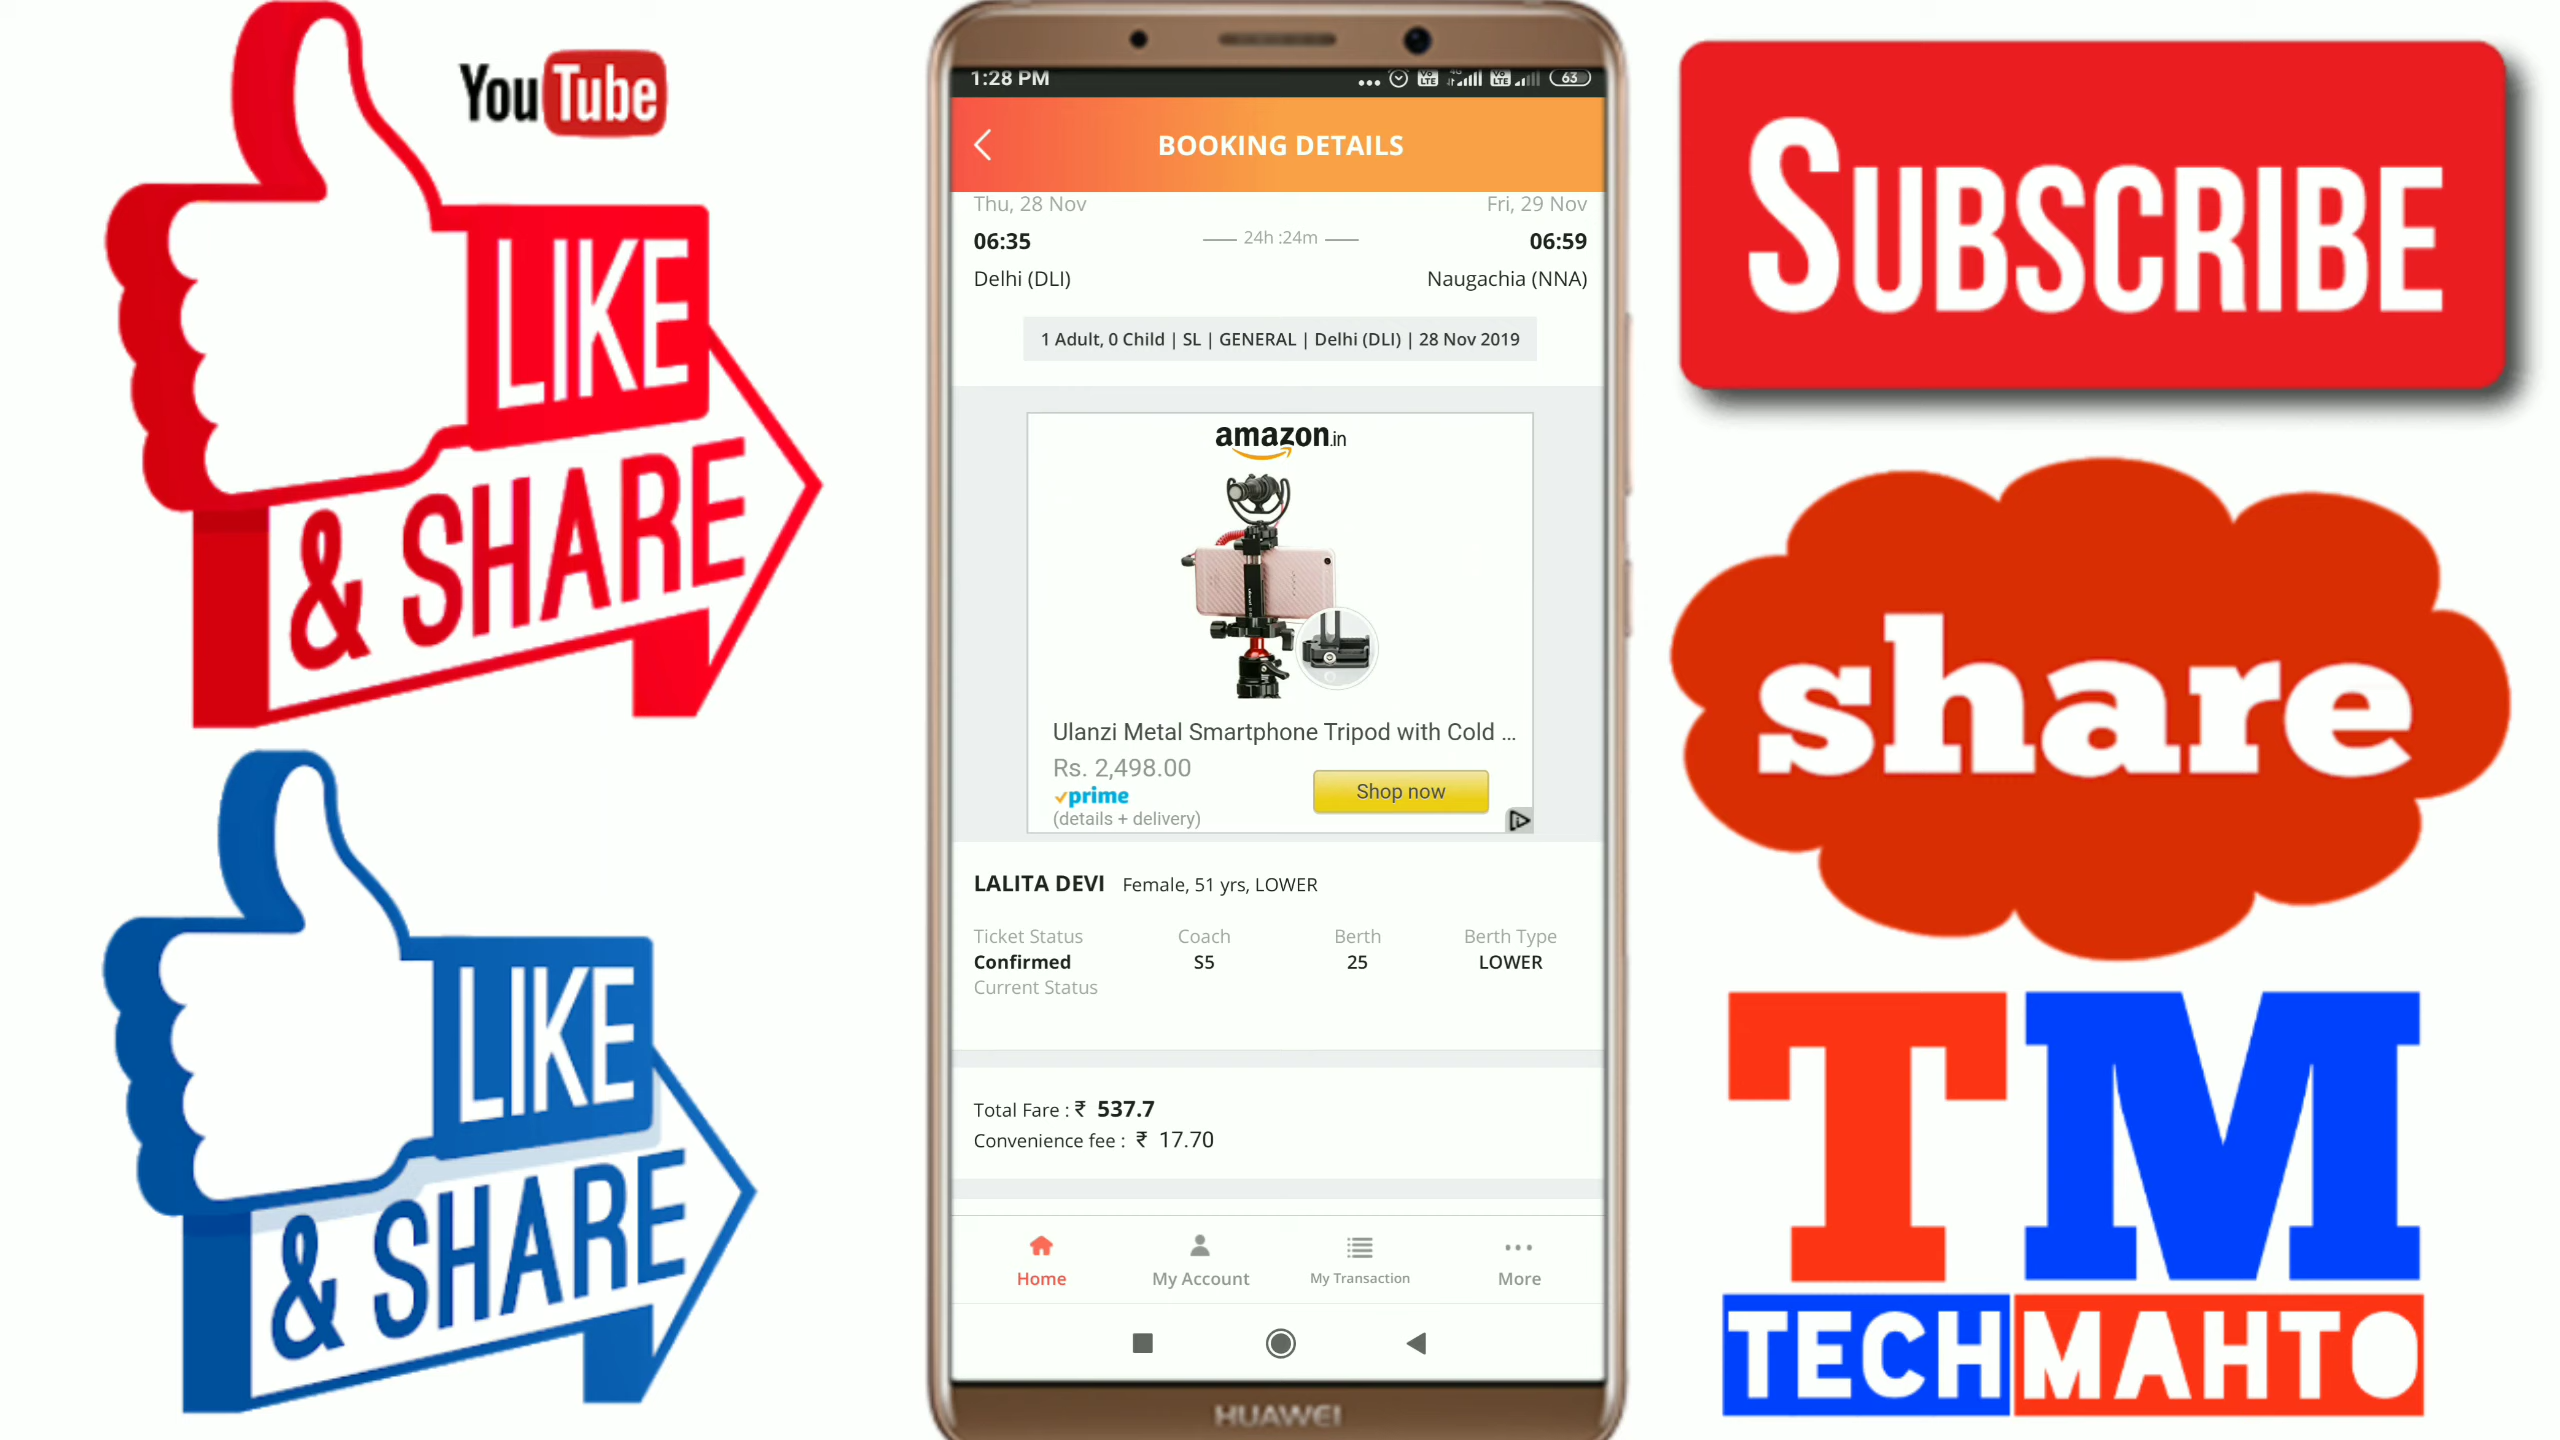 YouTube
LIKE
& SHARE
LIKE
& SHARE
1:28 PM
63
BOOKING DETAILS
Thu, 28 Nov
Fri, 29 Nov
06:35
24h :24m
06:59
Delhi (DLI)
Naugachia (NNA)
1 Adult, 0 Child | SL | GENERAL | Delhi (DLI) | 28 Nov 2019
amazon.in
Ulanzi Metal Smartphone Tripod with Cold ...
Rs. 2,498.00
prime
Shop now
(details + delivery)
LALITA DEVI Female, 51 yrs, LOWER
Ticket Status Coach Berth Berth Type
Confirmed S5 25 LOWER
Current Status
Total Fare : ₹ 537.7
Convenience fee : ₹ 17.70
Home My Account My Transaction More
HUAWEI
SUBSCRIBE
share
TM
TECHMAHTO